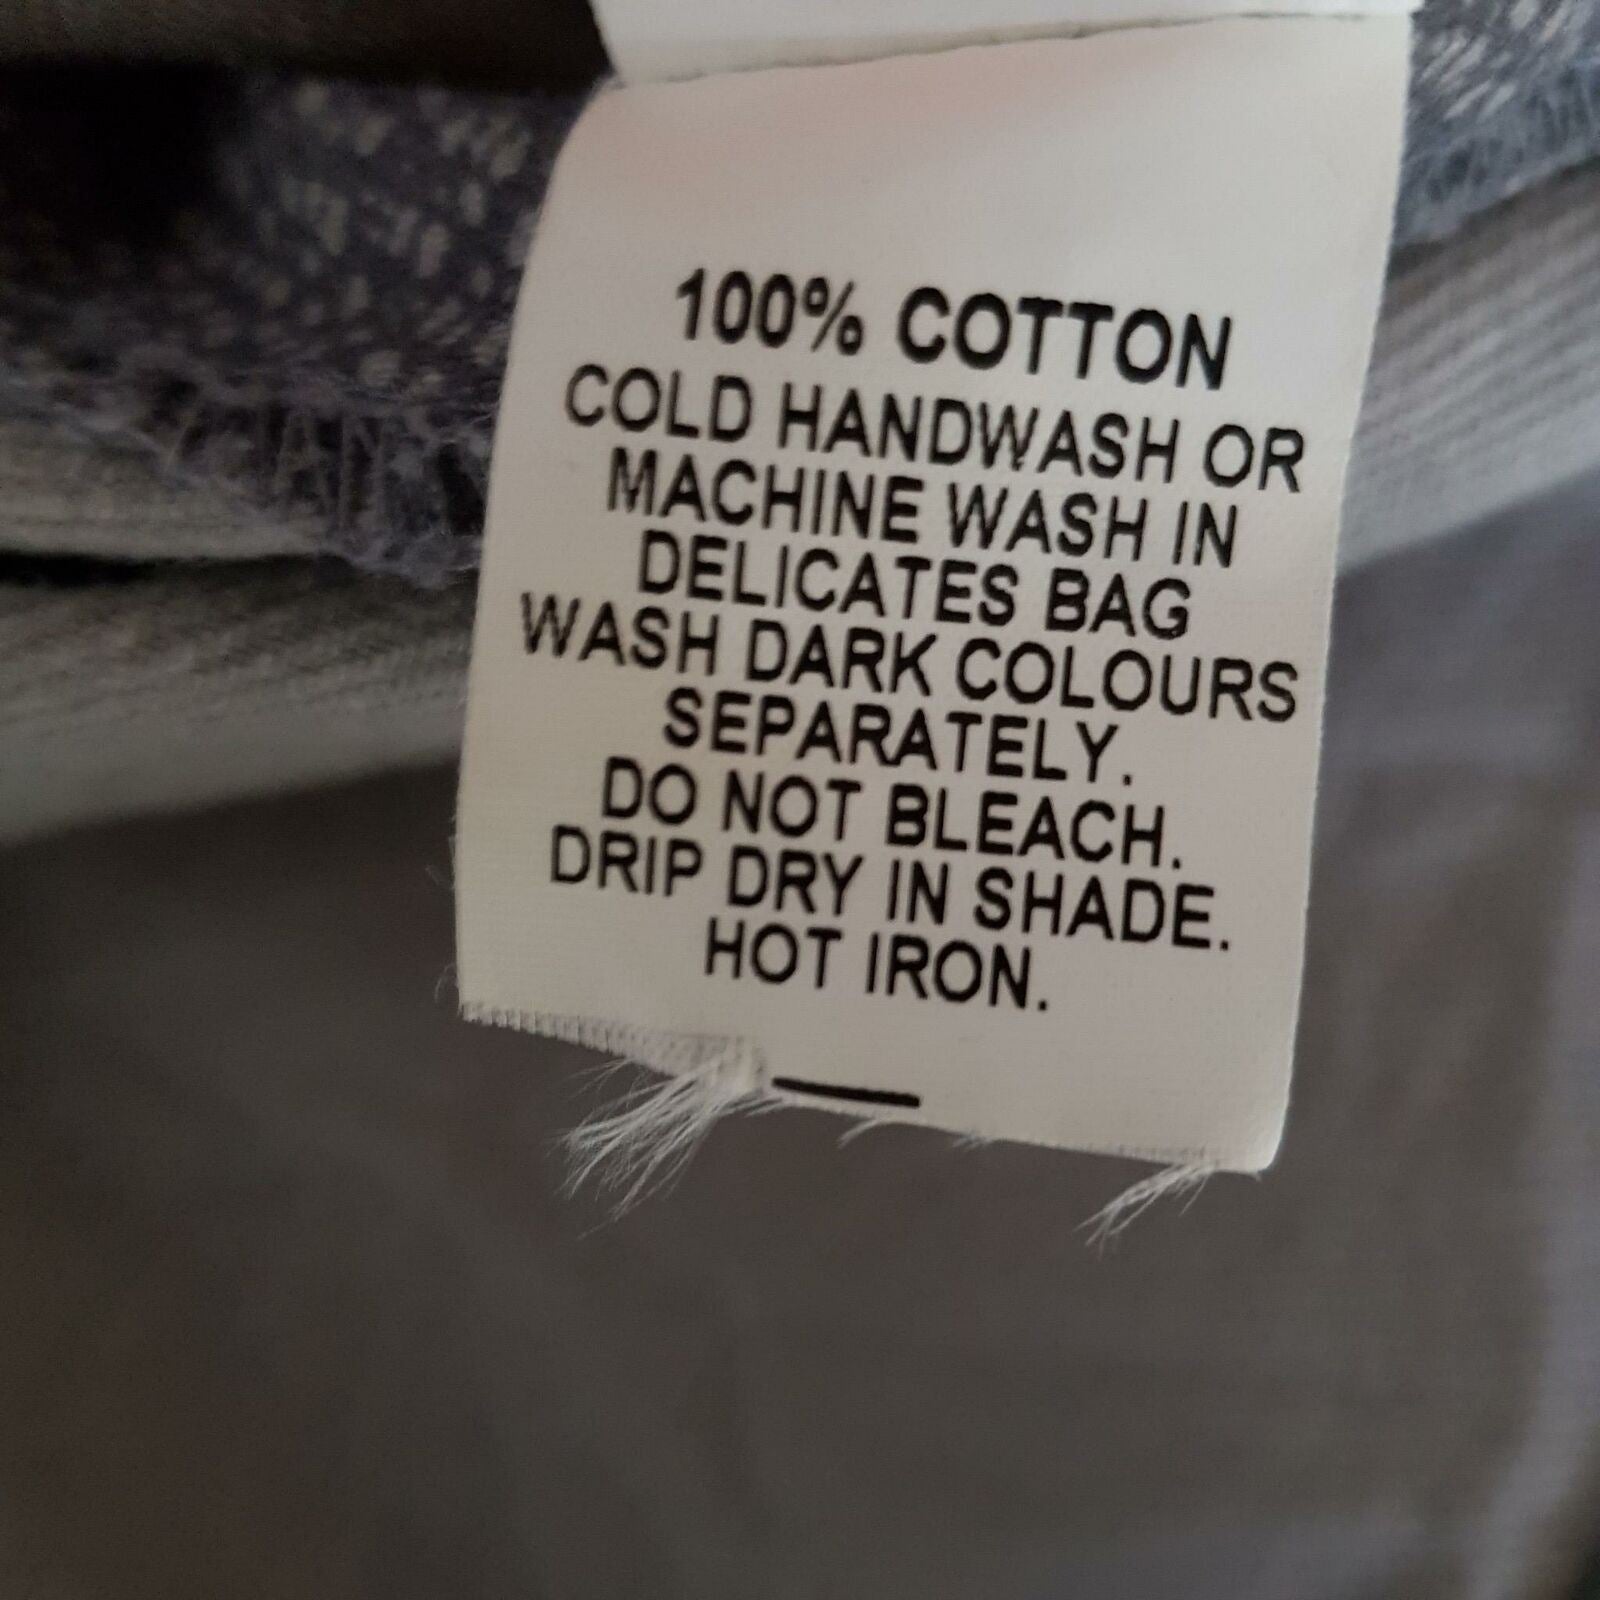 100% COTTON
COLD HANDWASH OR
MACHINE WASH IN
DELICATES BAG
WASH DARK COLOURS
SEPARATELY.
DO NOT BLEACH.
DRIP DRY IN SHADE.
HOT IRON.